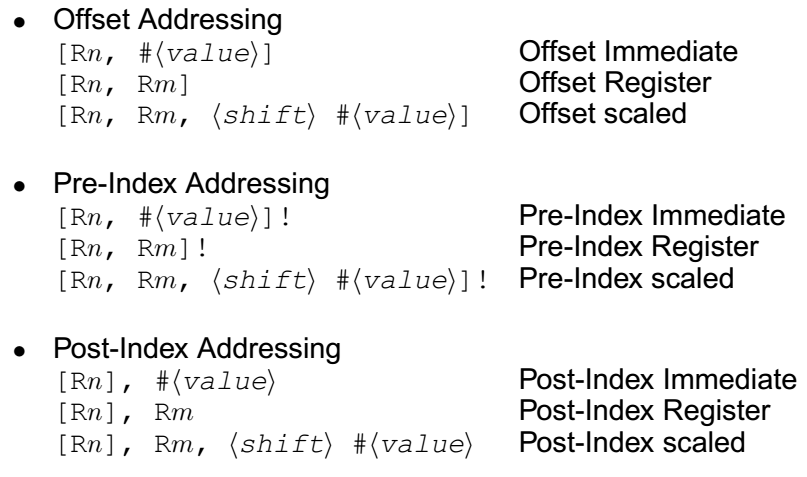 • Offset Addressing
[Rn, #⟨value⟩] Offset Immediate
[Rn, Rm] Offset Register
[Rn, Rm, ⟨shift⟩ #⟨value⟩] Offset scaled
• Pre-Index Addressing
[Rn, #⟨value⟩]! Pre-Index Immediate
[Rn, Rm]! Pre-Index Register
[Rn, Rm, ⟨shift⟩ #⟨value⟩]! Pre-Index scaled
• Post-Index Addressing
[Rn], #⟨value⟩ Post-Index Immediate
[Rn], Rm Post-Index Register
[Rn], Rm, ⟨shift⟩ #⟨value⟩ Post-Index scaled